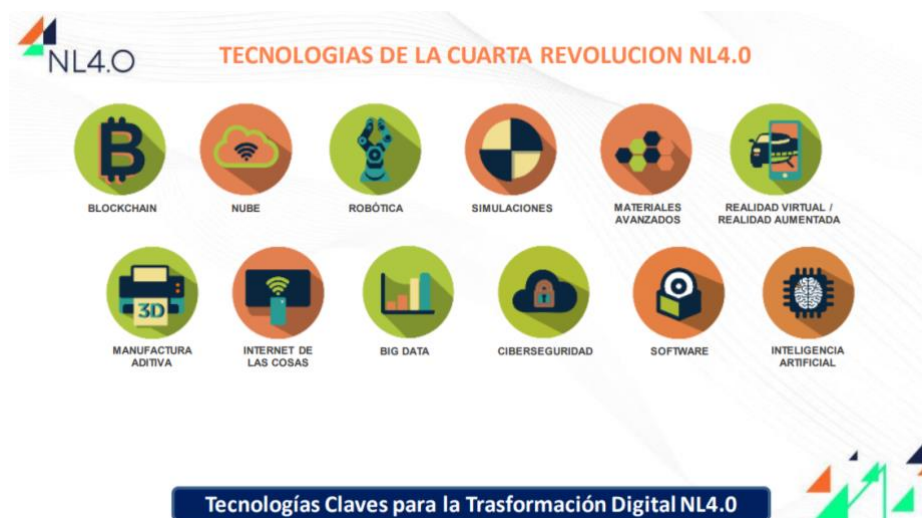 NL4.0
TECNOLOGIAS DE LA CUARTA REVOLUCION NL4.0
BLOCKCHAIN
NUBE
ROBÓTICA
SIMULACIONES
MATERIALES
AVANZADOS
REALIDAD VIRTUAL /
REALIDAD AUMENTADA
3D
MANUFACTURA
ADITIVA
INTERNET DE
LAS COSAS
BIG DATA
CIBERSEGURIDAD
SOFTWARE
INTELIGENCIA
ARTIFICIAL
Tecnologías Claves para la Trasformación Digital NL4.0